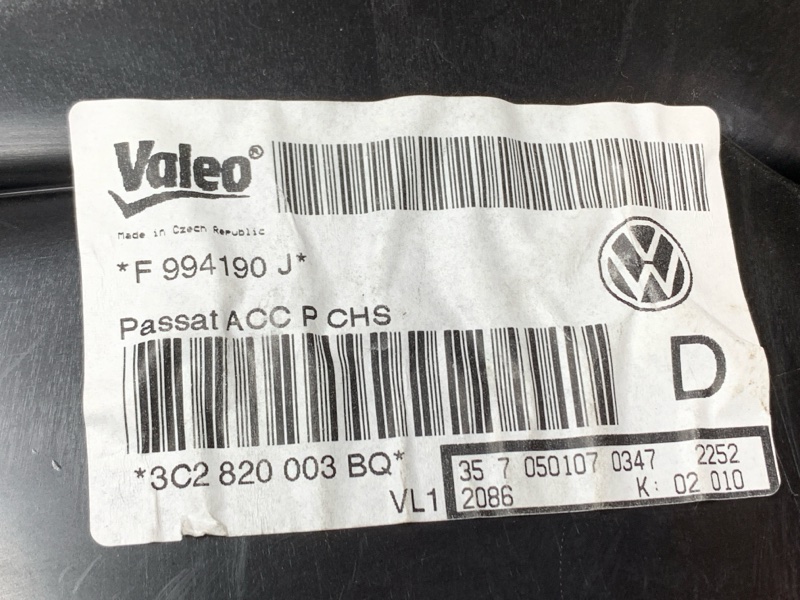 Valeo®
Made in Czech Republic
*F 994190 J*
Passat ACC P CHS
D
*3C2 820 003 BQ*
VL1
35 7 050107 0347 2252
2086 K: 02 010